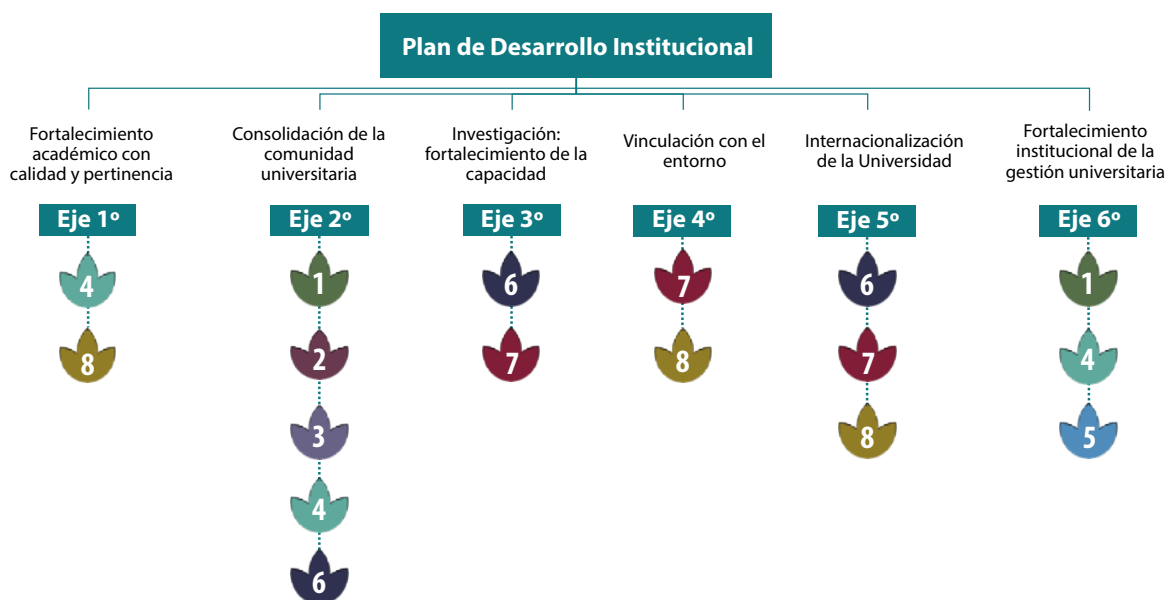 Plan de Desarrollo Institucional
Fortalecimiento
académico con
calidad y pertinencia
Eje 1º
4
8
Consolidación de la
comunidad
universitaria
Eje 2º
1
2
3
4
6
Investigación:
fortalecimiento de la
capacidad
Eje 3º
6
7
Vinculación con el
entorno
Eje 4º
7
8
Internacionalización
de la Universidad
Eje 5º
6
7
8
Fortalecimiento
institucional de la
gestión universitaria
Eje 6º
1
4
5